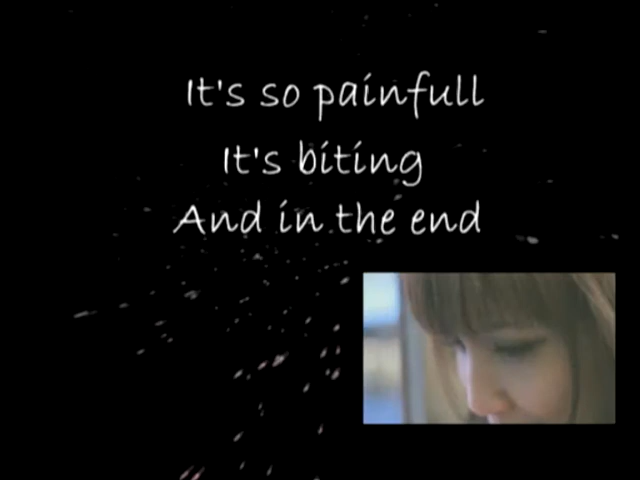 It's so painfull
It's biting
And in the end